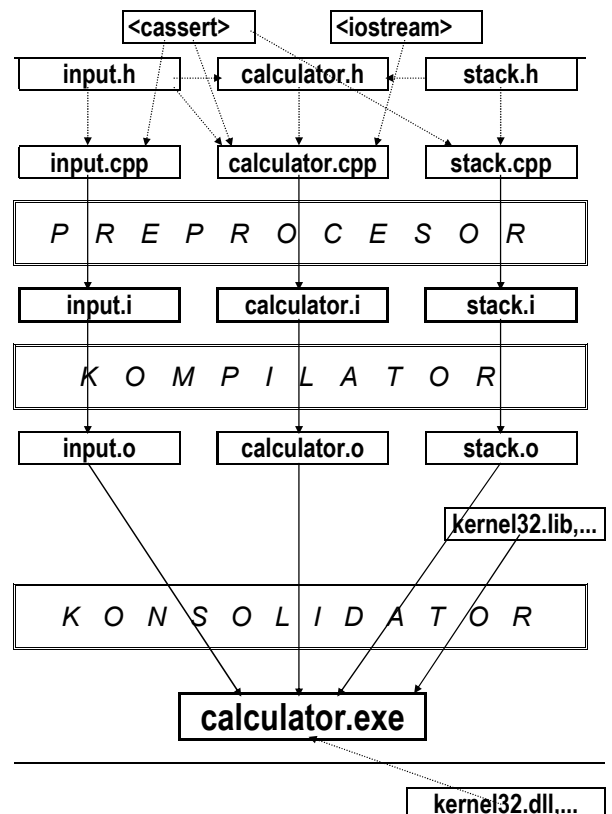 <cassert> <iostream>
input.h calculator.h stack.h
input.cpp calculator.cpp stack.cpp
P R E P R O C E S O R
input.i calculator.i stack.i
K O M P I L A T O R
input.o calculator.o stack.o
kernel32.lib,...
K O N S O L I D A T O R
calculator.exe
kernel32.dll,...